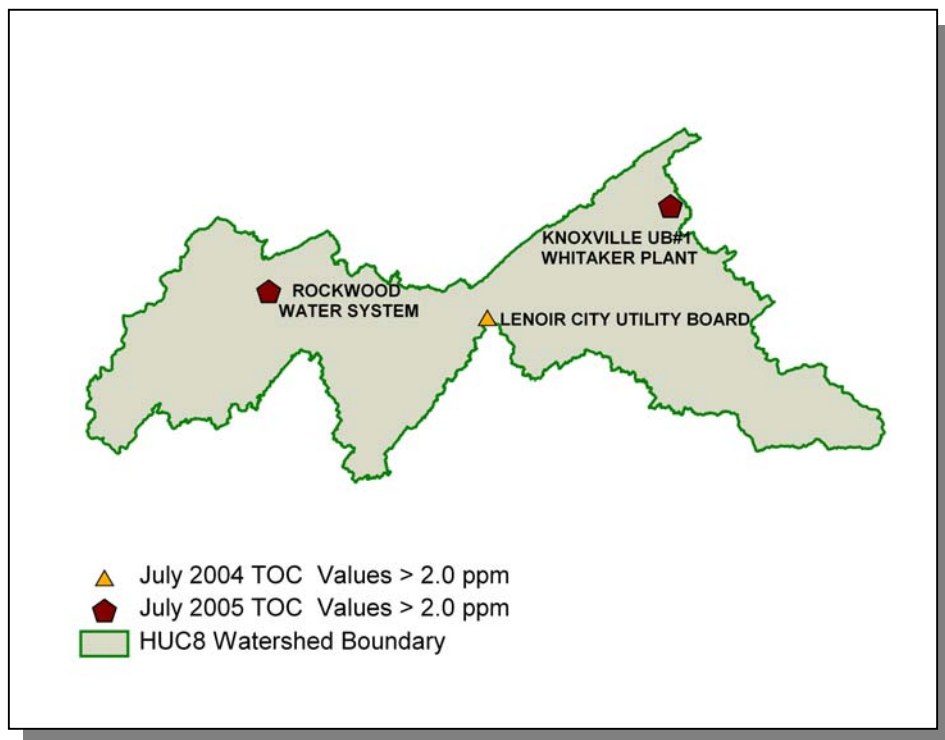 KNOXVILLE UB#1
WHITAKER PLANT
ROCKWOOD
WATER SYSTEM
LENOIR CITY UTILITY BOARD
July 2004 TOC Values > 2.0 ppm
July 2005 TOC Values > 2.0 ppm
HUC8 Watershed Boundary